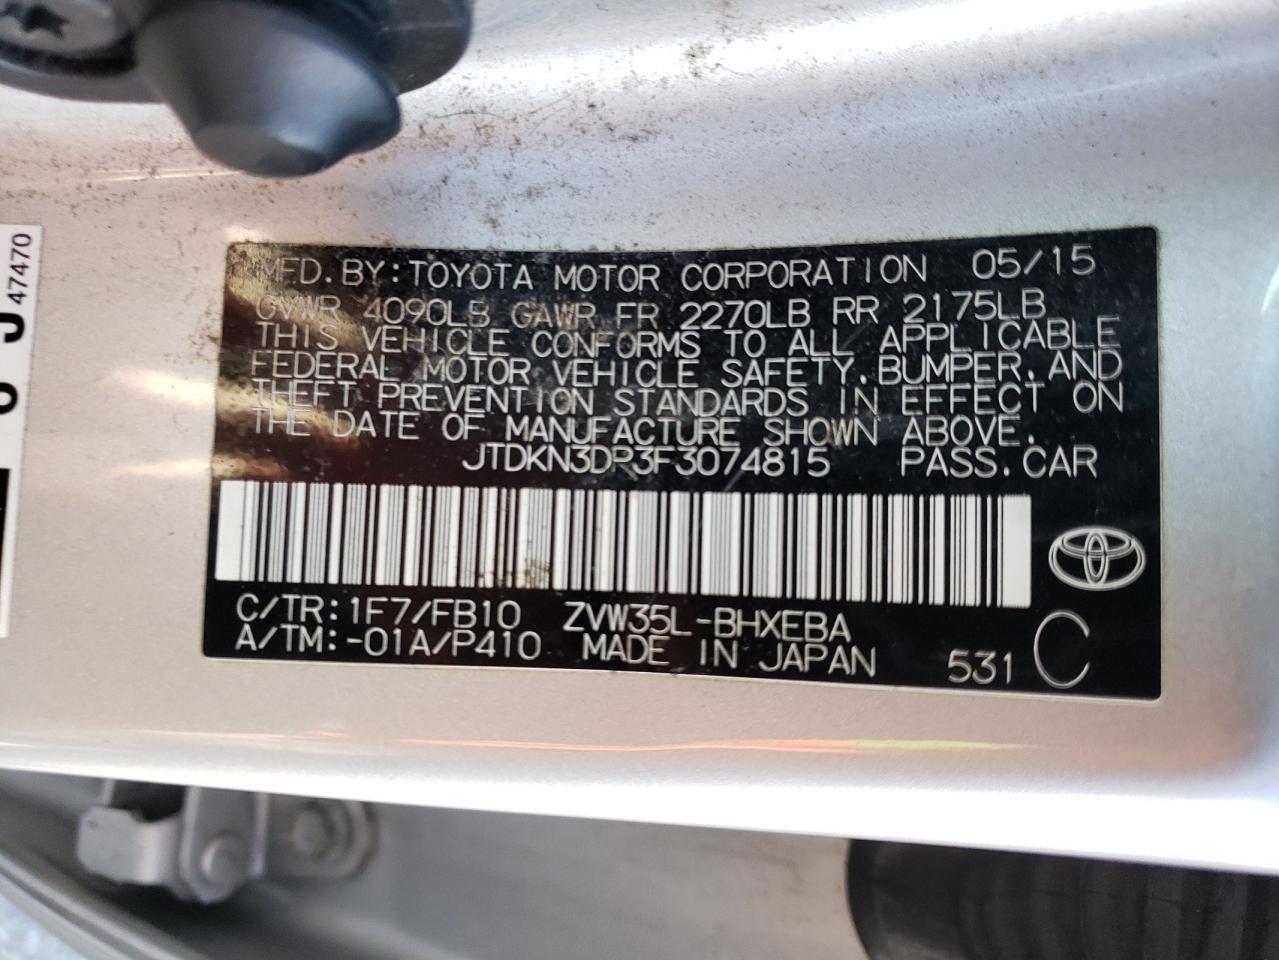 MFD.BY:TOYOTA MOTOR CORPORATION 05/15
GVWR 4090LB GAWR FR 2270LB RR 2175LB
THIS VEHICLE CONFORMS TO ALL APPLICABLE
FEDERAL MOTOR VEHICLE SAFETY,BUMPER,AND
THEFT PREVENTION STANDARDS IN EFFECT ON
THE DATE OF MANUFACTURE SHOWN ABOVE.
JTDKN3DP3F3074815 PASS.CAR
C/TR:1F7/FB10 ZVW35L-BHXEBA
A/TM:-01A/P410 MADE IN JAPAN 531 C
J 47470